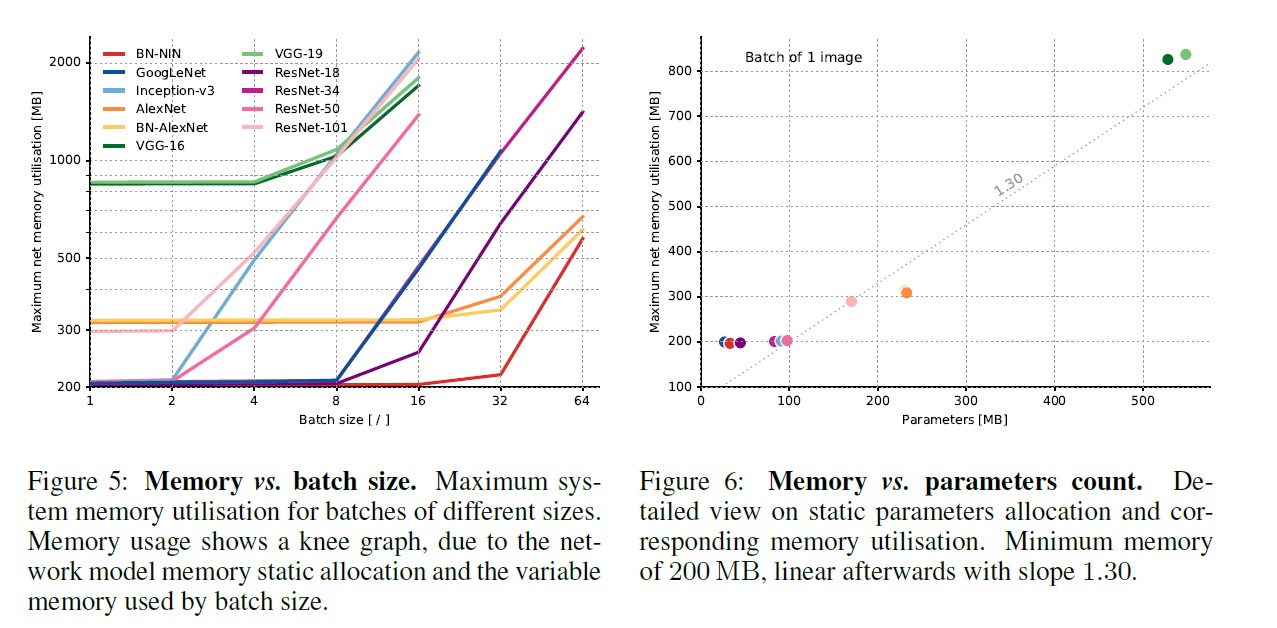 Maximum net memory utilisation [MB]
2000
1000
500
300
200
BN-NIN
GoogLeNet
Inception-v3
AlexNet
BN-AlexNet
VGG-16
VGG-19
ResNet-18
ResNet-34
ResNet-50
ResNet-101
1 2 4 8 16 32 64
Batch size [ / ]
Figure 5: Memory vs. batch size. Maximum sys-
tem memory utilisation for batches of different sizes.
Memory usage shows a knee graph, due to the net-
work model memory static allocation and the variable
memory used by batch size.
Maximum net memory utilisation [MB]
800
700
600
500
400
300
200
100
Batch of 1 image
1.30
0 100 200 300 400 500
Parameters [MB]
Figure 6: Memory vs. parameters count. De-
tailed view on static parameters allocation and cor-
responding memory utilisation. Minimum memory
of 200 MB, linear afterwards with slope 1.30.